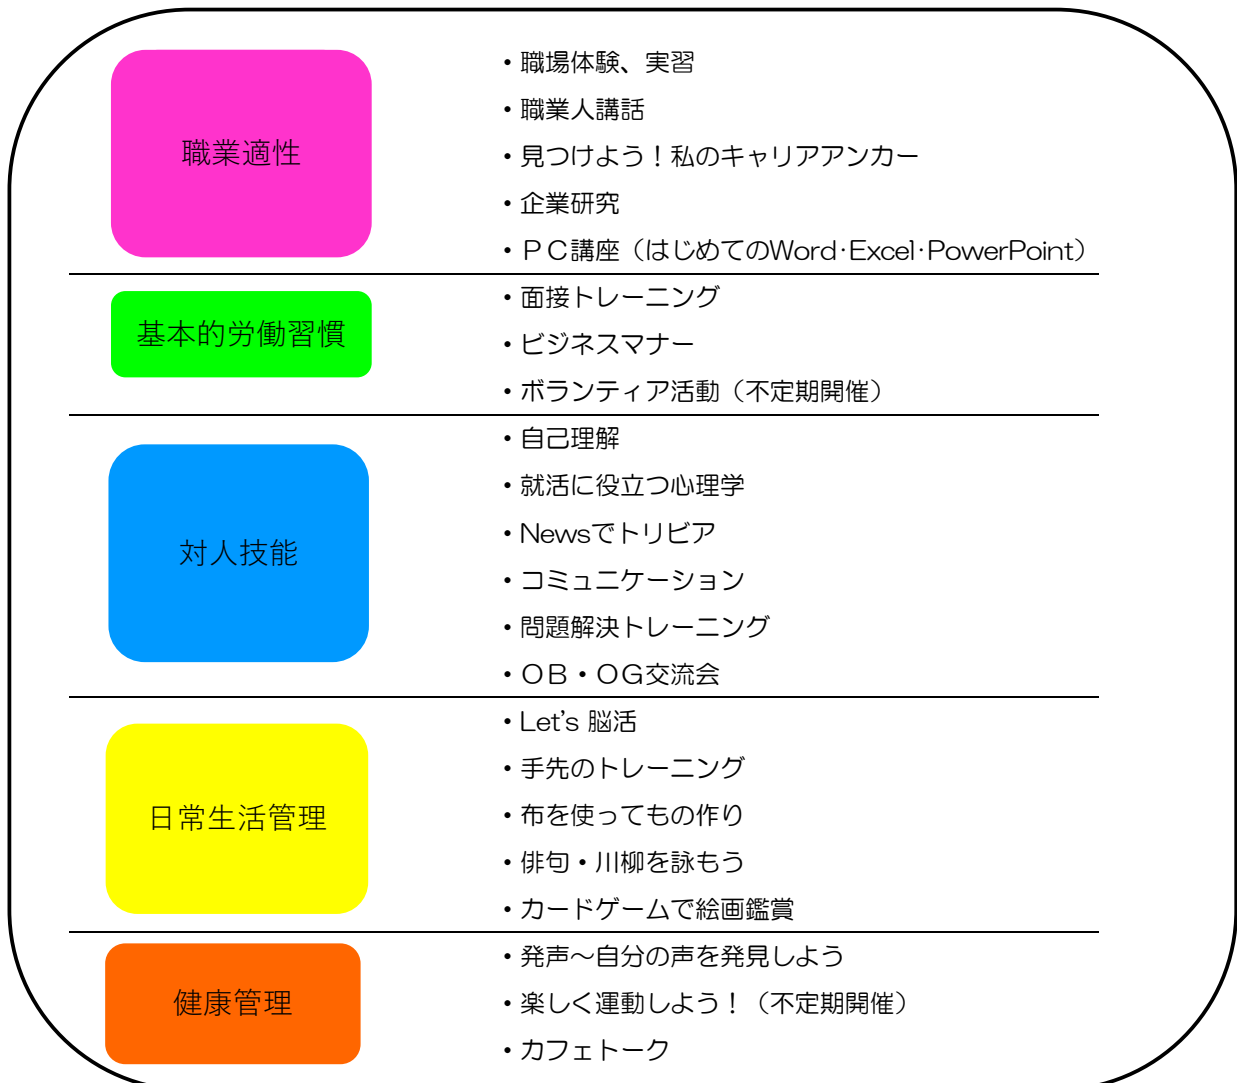 職業適性
・職場体験、実習
・職業人講話
・見つけよう！私のキャリアアンカー
・企業研究
・ＰＣ講座（はじめてのWord･Excel･PowerPoint）
基本的労働習慣
・面接トレーニング
・ビジネスマナー
・ボランティア活動（不定期開催）
対人技能
・自己理解
・就活に役立つ心理学
・Newsでトリビア
・コミュニケーション
・問題解決トレーニング
・ＯＢ・ＯＧ交流会
日常生活管理
・Let’s 脳活
・手先のトレーニング
・布を使ってもの作り
・俳句・川柳を詠もう
・カードゲームで絵画鑑賞
健康管理
・発声～自分の声を発見しよう
・楽しく運動しよう！（不定期開催）
・カフェトーク